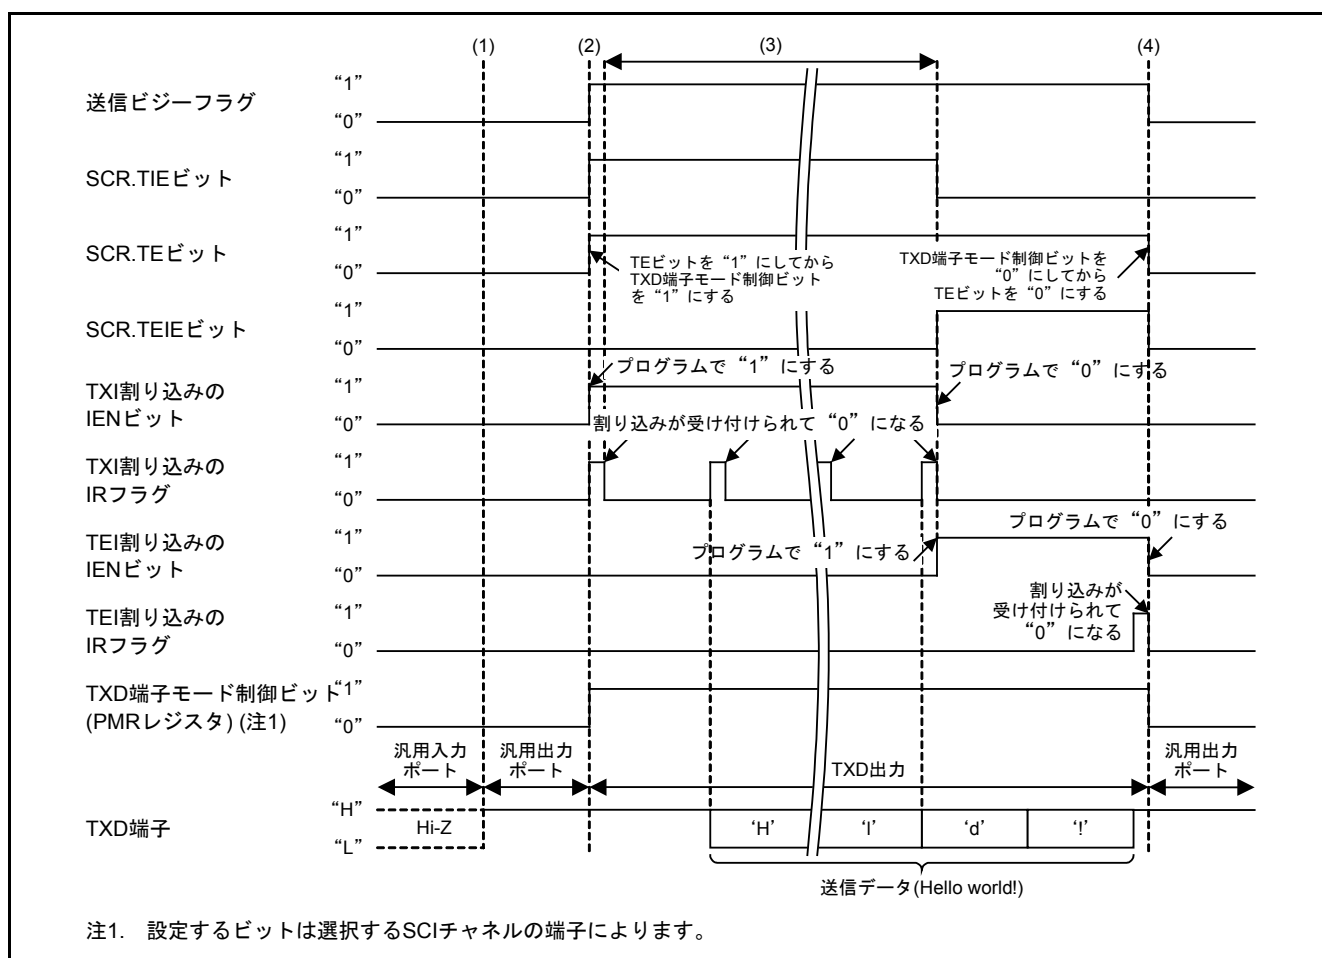 (1) (2) (3) (4)
送信ビジーフラグ
“1”
“0”
SCR.TIEビット
“1”
“0”
SCR.TEビット
“1”
“0”
TEビットを“1”にしてから
TXD端子モード制御ビット
を“1”にする
TXD端子モード制御ビットを
“0”にしてから
TEビットを“0”にする
SCR.TEIEビット
“1”
“0”
TXI割り込みの
IENビット
“1”
“0”
プログラムで“1”にする
プログラムで“0”にする
割り込みが受け付けられて“0”になる
TXI割り込みの
IRフラグ
“1”
“0”
TEI割り込みの
IENビット
“1”
“0”
プログラムで“1”にする
プログラムで“0”にする
TEI割り込みの
IRフラグ
“1”
“0”
割り込みが
受け付けられて
“0”になる
TXD端子モード制御ビット
(PMRレジスタ) (注1)
“1”
“0”
汎用入力
ポート
汎用出力
ポート
TXD出力
汎用出力
ポート
TXD端子
“H”
“L”
Hi-Z
‘H’ ‘l’ ‘d’ ‘!’
送信データ(Hello world!)
注1. 設定するビットは選択するSCIチャネルの端子によります。